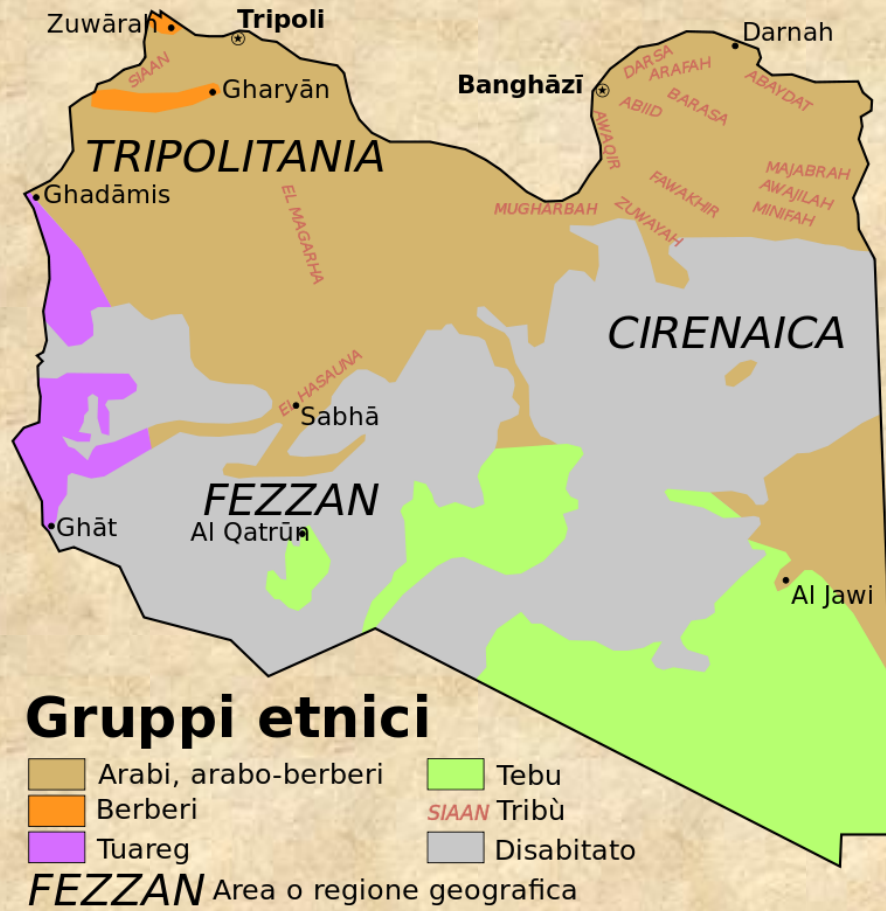 Zuwārah
Tripoli
Darnah
SIAAN
DARSA
ARAFAH
Banghāzī
Gharyān
ABAYDAT
ABIID
BARASA
AWAQIR
TRIPOLITANIA
MAJABRAH
Ghadāmis
FAWAKHIR
AWAJILAH
EL MAGARHA
MUGHARBAH
ZUWAYAH
MINIFAH
CIRENAICA
EL HASAUNA
Sabhā
FEZZAN
Ghāt
Al Qatrūn
Al Jawi
Gruppi etnici
Arabi, arabo-berberi
Tebu
Berberi
SIAAN Tribù
Tuareg
Disabitato
FEZZAN Area o regione geografica